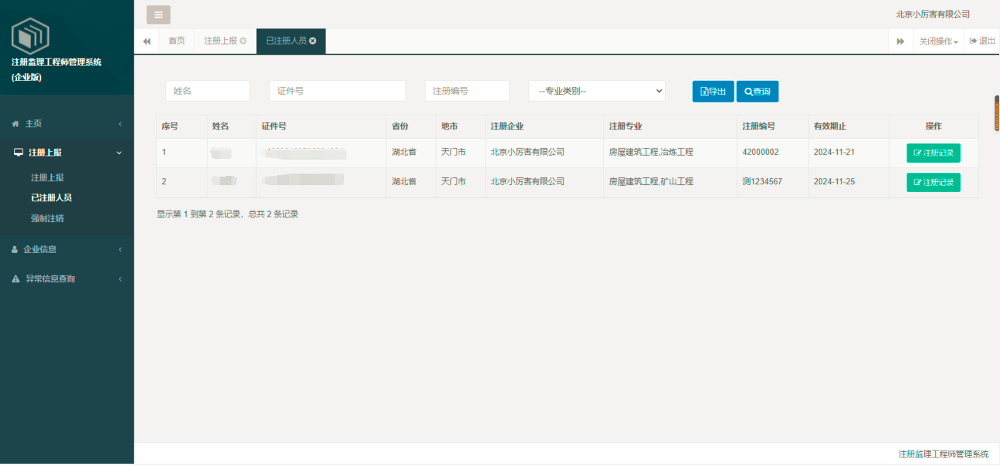 北京小厉害有限公司
注册监理工程师管理系统
(企业版)
首页 注册上报 已注册人员 关闭操作 退出
主页
注册上报
注册上报
已注册人员
强制注销
企业信息
异常信息查询
姓名 证件号 注册编号 --专业类别-- 导出 查询
序号 姓名 证件号 省份 地市 注册企业 注册专业 注册编号 有效期止 操作
1 湖北省 天门市 北京小厉害有限公司 房屋建筑工程,冶炼工程 42000002 2024-11-21 注册记录
2 湖北省 天门市 北京小厉害有限公司 房屋建筑工程,矿山工程 测1234567 2024-11-25 注册记录
显示第 1 到第 2 条记录，总共 2 条记录
注册监理工程师管理系统